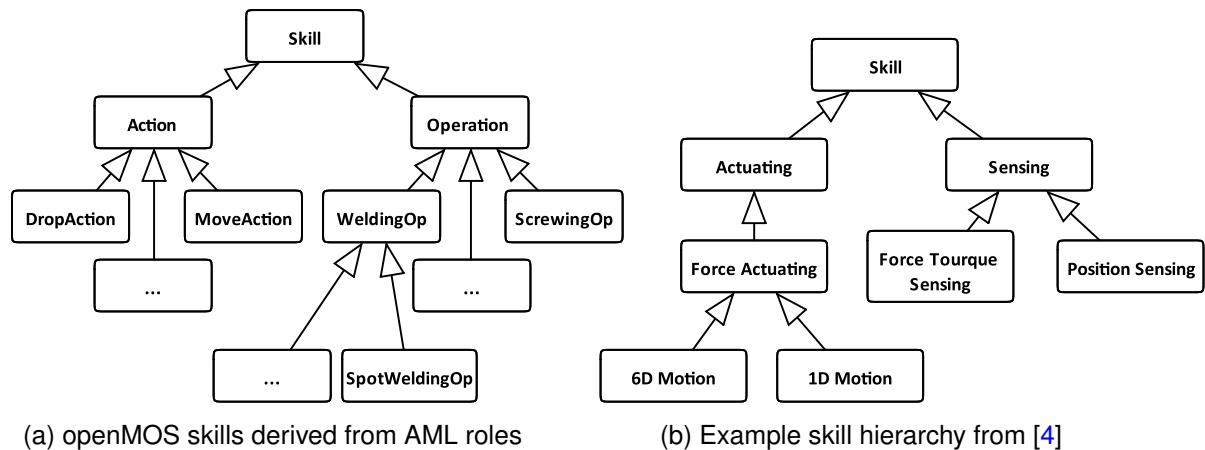 Skill
Action
Operation
DropAction
MoveAction
WeldingOp
ScrewingOp
...
...
...
SpotWeldingOp
(a) openMOS skills derived from AML roles
Skill
Actuating
Sensing
Force Actuating
Force Tourque
Sensing
Position Sensing
6D Motion
1D Motion
(b) Example skill hierarchy from [4]